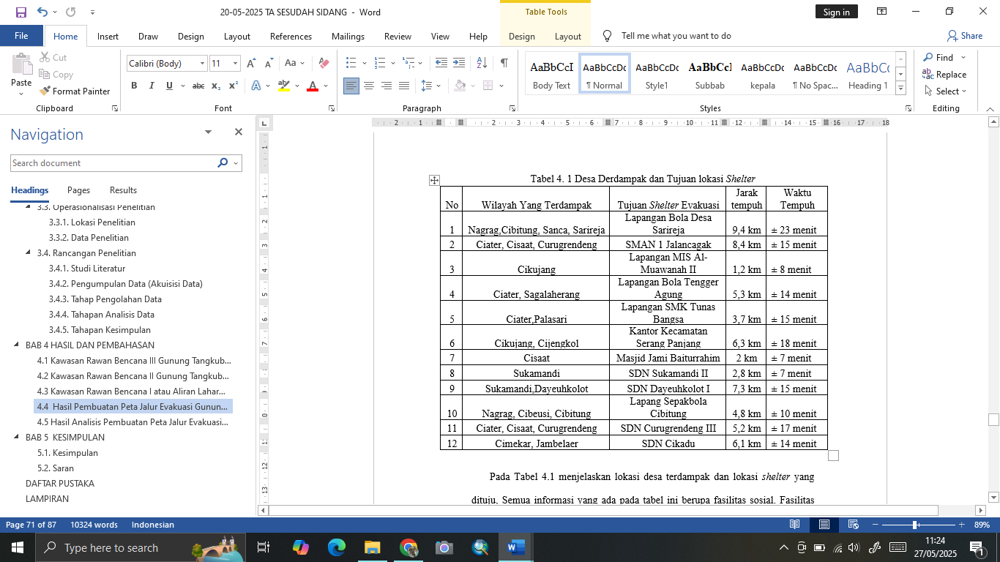 20-05-2025 TA SESUDAH SIDANG - Word
Table Tools
Sign in
File Home Insert Draw Design Layout References Mailings Review View Help Design Layout Tell me what you want to do Share
Paste
Cut
Copy
Format Painter
Clipboard
Calibri (Body) 11
Font
Paragraph
AaBbCcI AaBbCcDc AaBbCcDc AaBbCcI AaBbCcDc AaBbCcDc AaBbCc
Body Text ¶ Normal Style1 Subbab kepala ¶ No Spac... Heading 1
Styles
Find
Replace
Select
Editing
Navigation
Search document
Headings Pages Results
3.3. Operasionalisasi Penelitian
3.3.1. Lokasi Penelitian
3.3.2. Data Penelitian
3.4. Rancangan Penelitian
3.4.1. Studi Literatur
3.4.2. Pengumpulan Data (Akuisisi Data)
3.4.3. Tahap Pengolahan Data
3.4.4. Tahapan Analisis Data
3.4.5. Tahapan Kesimpulan
BAB 4 HASIL DAN PEMBAHASAN
4.1 Kawasan Rawan Bencana III Gunung Tangkub...
4.2 Kawasan Rawan Bencana II Gunung Tangkub...
4.3 Kawasan Rawan Bencana I atau Aliran Lahar...
4.4 Hasil Pembuatan Peta Jalur Evakuasi Gunun...
4.5 Hasil Analisis Pembuatan Peta Jalur Evakuasi...
BAB 5 KESIMPULAN
5.1. Kesimpulan
5.2. Saran
DAFTAR PUSTAKA
LAMPIRAN
Tabel 4. 1 Desa Derdampak dan Tujuan lokasi Shelter
No Wilayah Yang Terdampak Tujuan Shelter Evakuasi Jarak tempuh Waktu Tempuh
1 Nagrag,Cibitung, Sanca, Sarireja Lapangan Bola Desa Sarireja 9,4 km ± 23 menit
2 Ciater, Cisaat, Curugrendeng SMAN 1 Jalancagak 8,4 km ± 15 menit
3 Cikujang Lapangan MIS Al-Muawanah II 1,2 km ± 8 menit
4 Ciater, Sagalaherang Lapangan Bola Tengger Agung 5,3 km ± 14 menit
5 Ciater,Palasari Lapangan SMK Tunas Bangsa 3,7 km ± 15 menit
6 Cikujang, Cijengkol Kantor Kecamatan Serang Panjang 6,3 km ± 18 menit
7 Cisaat Masjid Jami Baiturrahim 2 km ± 7 menit
8 Sukamandi SDN Sukamandi II 2,8 km ± 7 menit
9 Sukamandi,Dayeuhkolot SDN Dayeuhkolot I 7,3 km ± 15 menit
10 Nagrag, Cibeusi, Cibitung Lapang Sepakbola Cibitung 4,8 km ± 10 menit
11 Ciater, Cisaat, Curugrendeng SDN Curugrendeng III 5,2 km ± 17 menit
12 Cimekar, Jambelaer SDN Cikadu 6,1 km ± 14 menit
Pada Tabel 4.1 menjelaskan lokasi desa terdampak dan lokasi shelter yang
dituju, Semua informasi yang ada pada tabel ini berupa fasilitas sosial. Fasilitas
Page 71 of 87 10324 words Indonesian 89%
Type here to search
11:24
27/05/2025